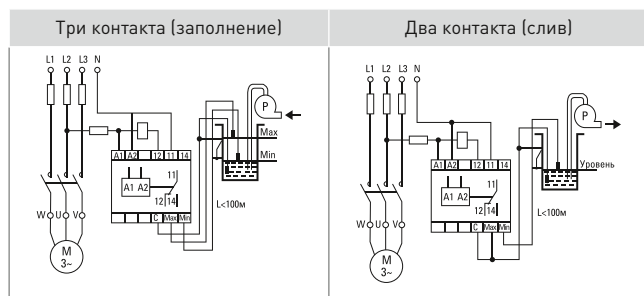 Три контакта (заполнение)
Два контакта (слив)
L1 L2 L3 N
P
Max
Min
A1 A2 12 11 14
A1 A2
11
12 14
C Max Min
L<100м
W U V
M
3~
L1 L2 L3 N
P
Уровень
A1 A2 12 11 14
A1 A2
11
12 14
C Max Min
L<100м
W U V
M
3~